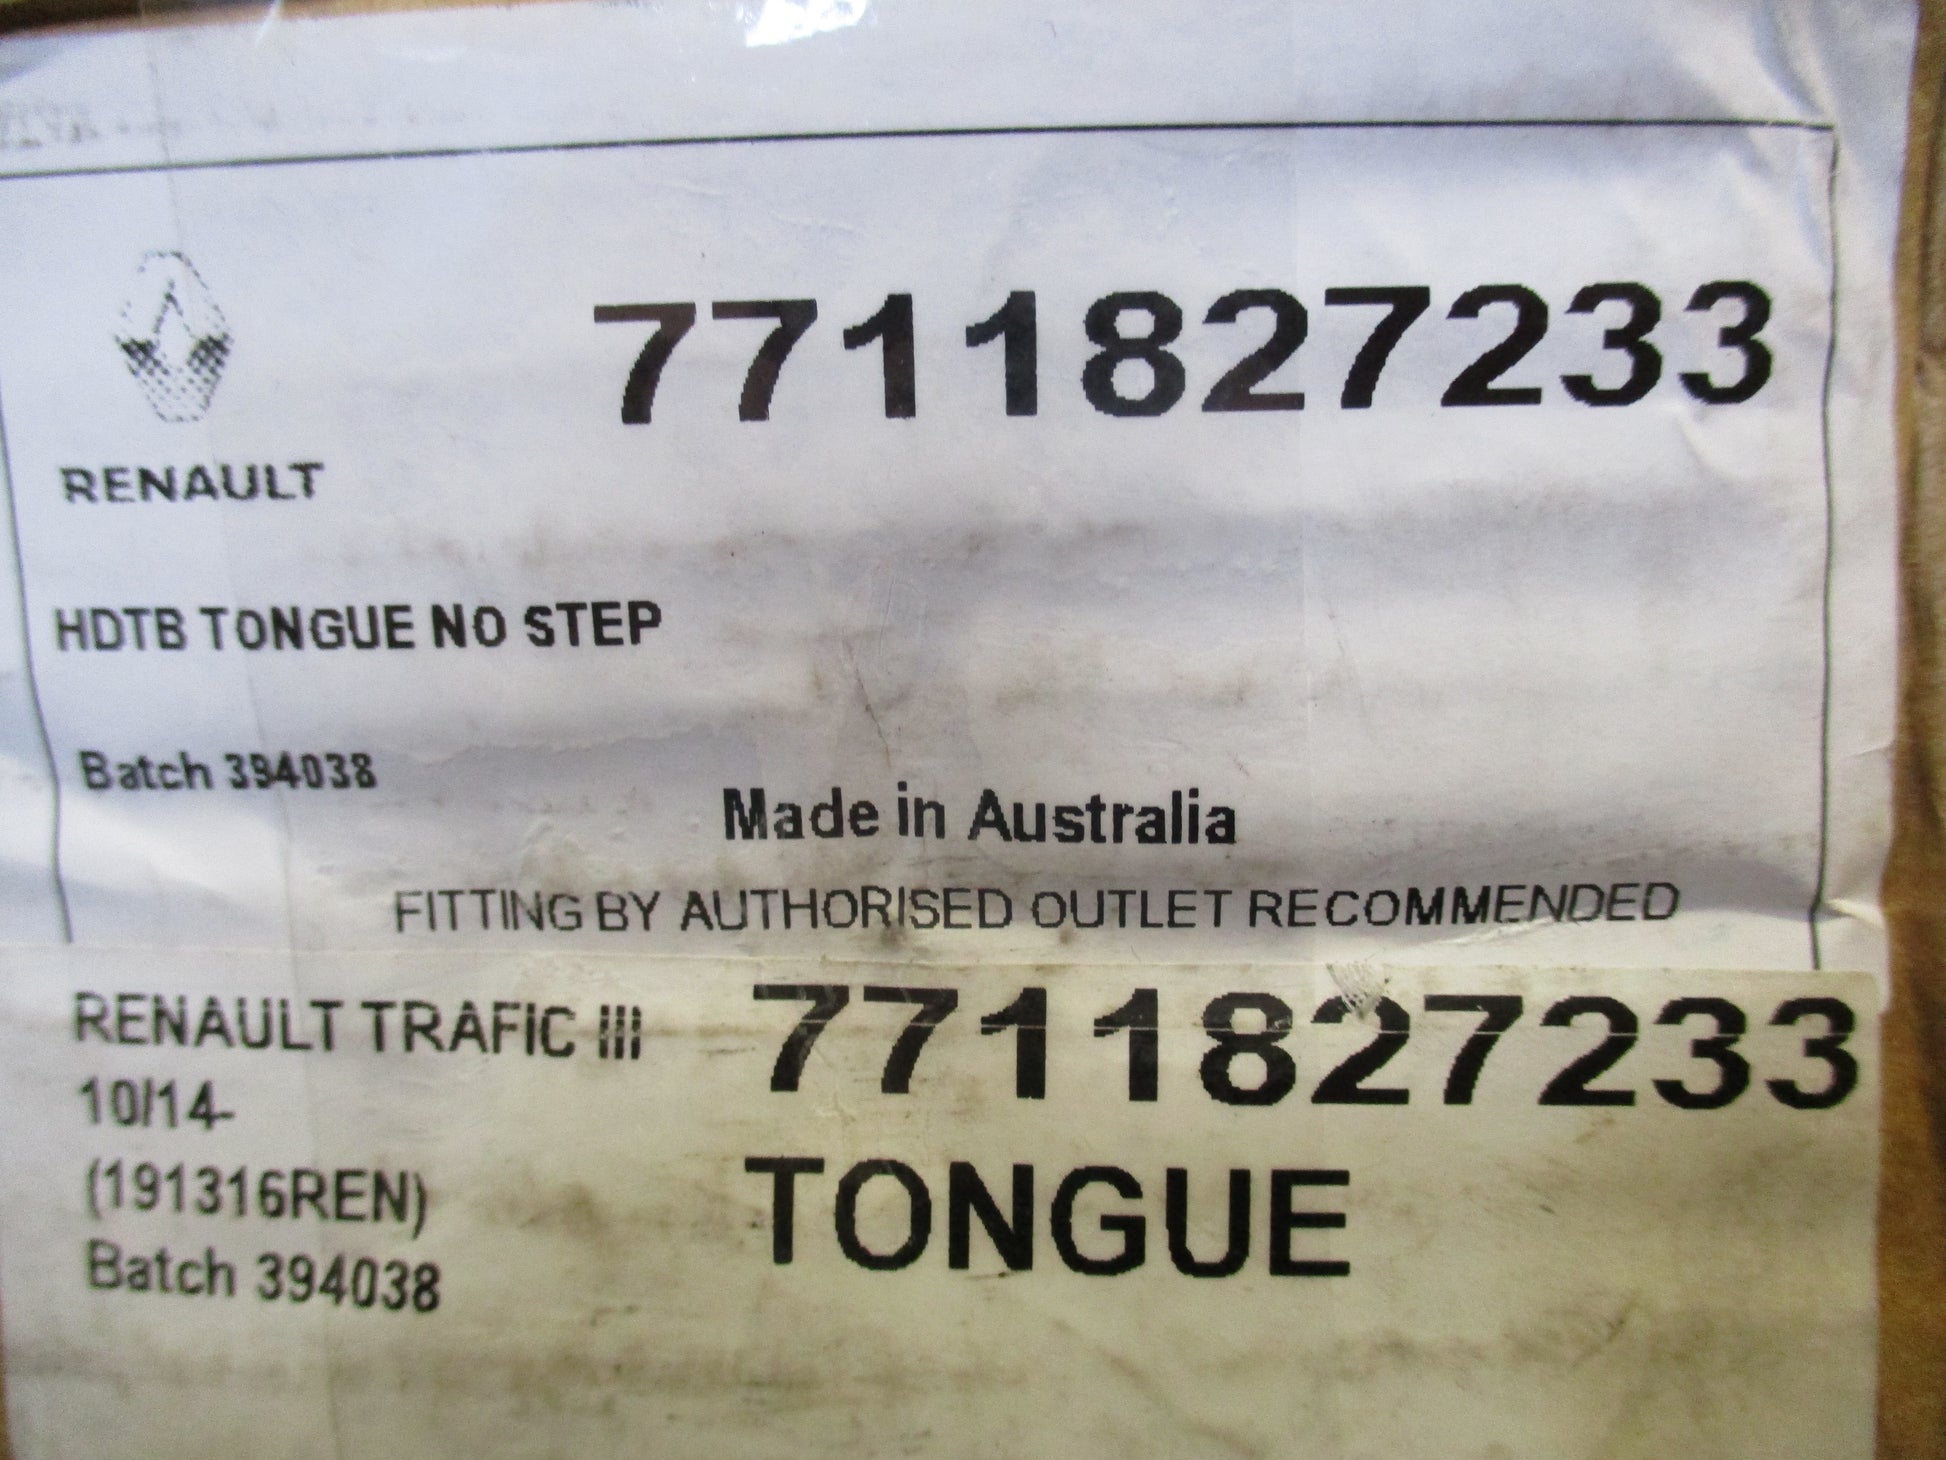 7711827233
RENAULT
HDTB TONGUE NO STEP
Batch 394038
Made in Australia
FITTING BY AUTHORISED OUTLET RECOMMENDED
RENAULT TRAFIC III
10/14-
(191316REN)
Batch 394038
7711827233
TONGUE